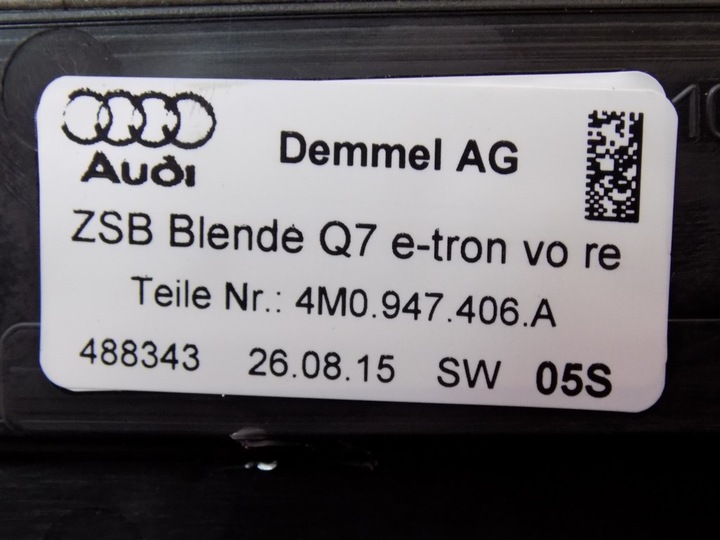 Audi
Demmel AG
ZSB Blende Q7 e-tron vo re
Teile Nr.: 4M0.947.406.A
488343 26.08.15 SW 05S